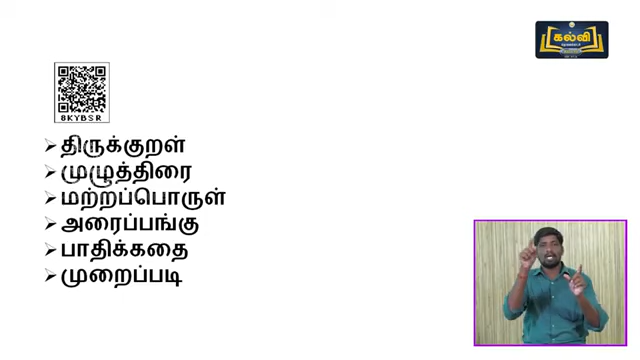 கல்வி
8KYBSR
திருக்குறள்
முழுத்திரை
மற்றப்பொருள்
அரைப்பங்கு
பாதிக்கதை
முறைப்படி